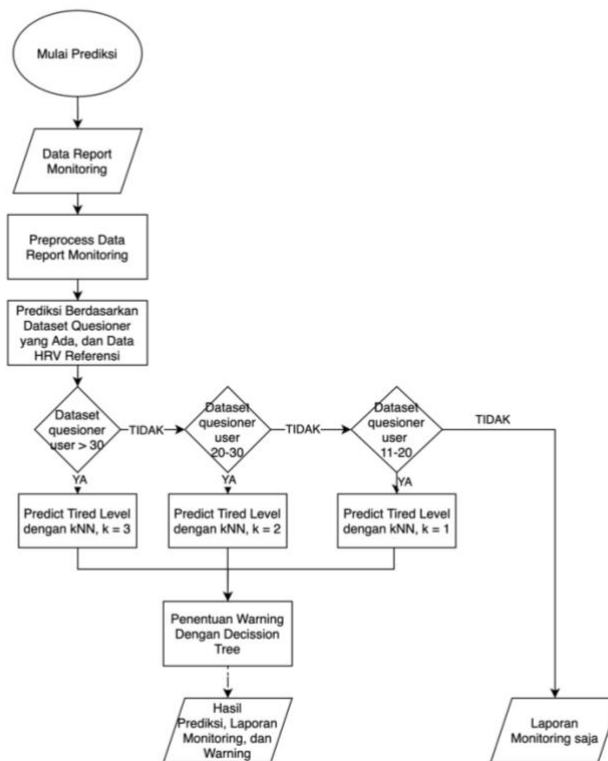 Mulai Prediksi
Data Report
Monitoring
Preprocess Data
Report Monitoring
Prediksi Berdasarkan
Dataset Quesioner
yang Ada, dan Data
HRV Referensi
Dataset
quesioner
user > 30
TIDAK
Dataset
quesioner
user
20-30
TIDAK
Dataset
quesioner
user
11-20
TIDAK
YA
YA
YA
Predict Tired Level
dengan kNN, k = 3
Predict Tired Level
dengan kNN, k = 2
Predict Tired Level
dengan kNN, k = 1
Penentuan Warning
Dengan Decission
Tree
Hasil
Prediksi, Laporan
Monitoring, dan
Warning
Laporan
Monitoring saja